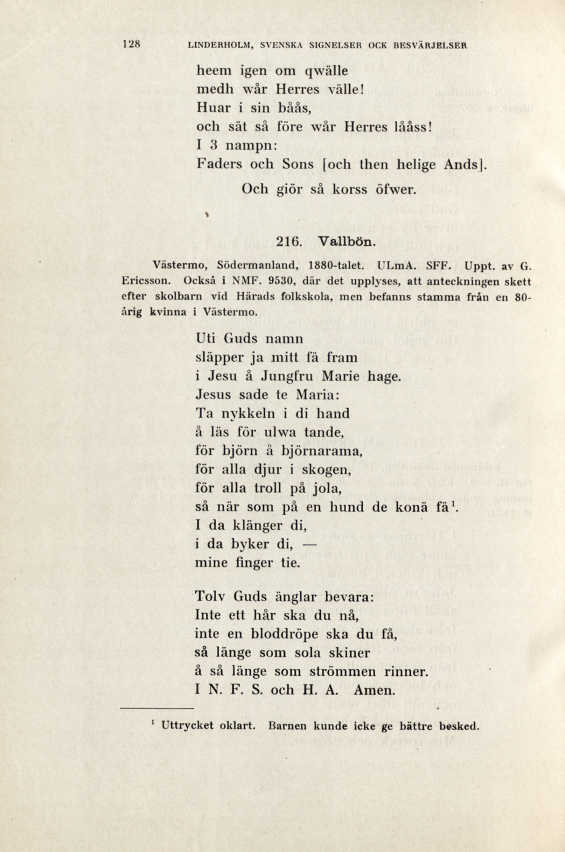 128 LINDERHOLM, SVENSKA SIGNELSER OCK BESVÄRJELSER
heem igen om qwälle
medh wår Herres välle!
Huar i sin båås,
och sät så före wår Herres lååss!
I 3 nampn:
Faders och Sons [och then helige Ands].
Och giör så korss öfwer.
216. Vallbön.
Västermo, Södermanland, 1880-talet. ULmA. SFF. Uppt. av G.
Ericsson. Också i NMF. 9530, där det upplyses, att anteckningen skett
efter skolbarn vid Härads folkskola, men befanns stamma från en 80-
årig kvinna i Västermo.
Uti Guds namn
släpper ja mitt fä fram
i Jesu å Jungfru Marie hage.
Jesus sade te Maria:
Ta nykkeln i di hand
å läs för ulwa tande,
för björn å björnarama,
för alla djur i skogen,
för alla troll på jola,
så när som på en hund de konä fä¹.
I da klänger di,
i da byker di, —
mine finger tie.
Tolv Guds änglar bevara:
Inte ett hår ska du nå,
inte en bloddröpe ska du få,
så länge som sola skiner
å så länge som strömmen rinner.
I N. F. S. och H. A. Amen.
¹ Uttrycket oklart. Barnen kunde icke ge bättre besked.